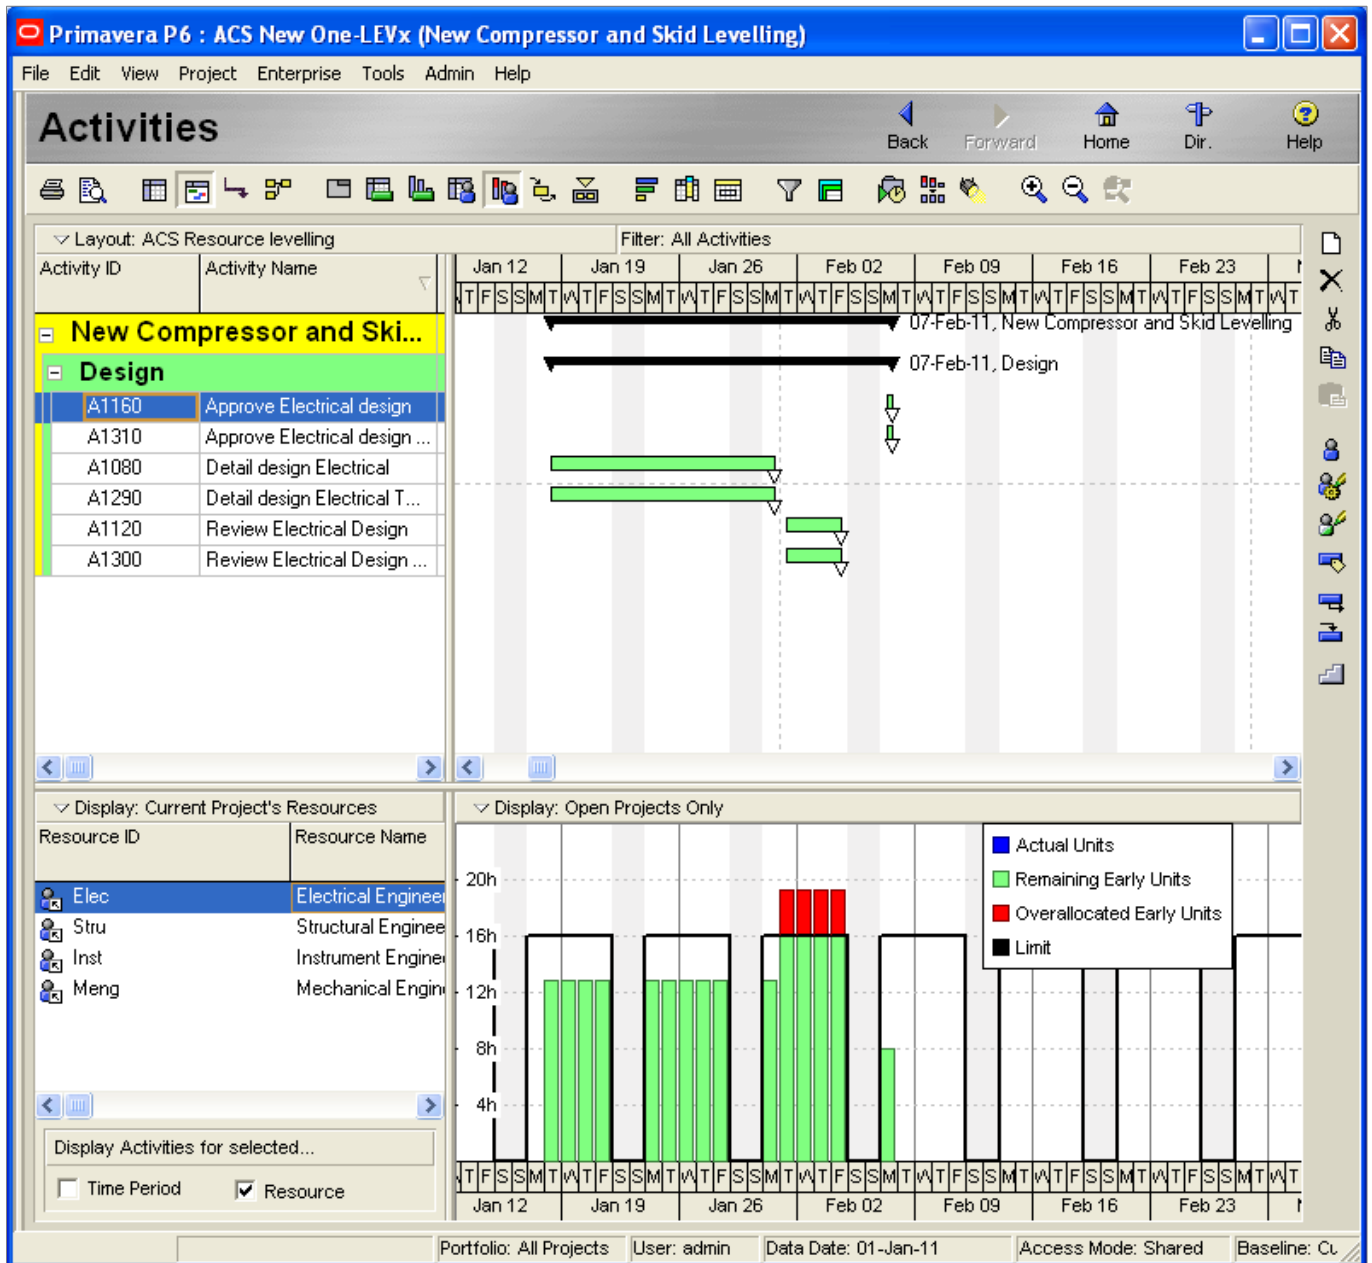 Primavera P6 : ACS New One-LEVx (New Compressor and Skid Levelling)
File Edit View Project Enterprise Tools Admin Help
Activities
Back Forward Home Dir. Help
Layout: ACS Resource levelling Filter: All Activities
Activity ID Activity Name
Jan 12 Jan 19 Jan 26 Feb 02 Feb 09 Feb 16 Feb 23
T F S S M T W T F S S M T W T F S S M T W T F S S M T W T F S S M T W T F S S M T W T F S S M T W T
New Compressor and Ski...
07-Feb-11, New Compressor and Skid Levelling
Design
07-Feb-11, Design
A1160 Approve Electrical design
A1310 Approve Electrical design ...
A1080 Detail design Electrical
A1290 Detail design Electrical T...
A1120 Review Electrical Design
A1300 Review Electrical Design ...
Display: Current Project's Resources Display: Open Projects Only
Resource ID Resource Name
Elec Electrical Engineer
Stru Structural Enginee
Inst Instrument Engine
Meng Mechanical Engin
Actual Units
Remaining Early Units
Overallocated Early Units
Limit
20h
16h
12h
8h
4h
Display Activities for selected...
Time Period Resource
T F S S M T W T F S S M T W T F S S M T W T F S S M T W T F S S M T W T F S S M T W T F S S M T W T
Jan 12 Jan 19 Jan 26 Feb 02 Feb 09 Feb 16 Feb 23
Portfolio: All Projects User: admin Data Date: 01-Jan-11 Access Mode: Shared Baseline: Cu